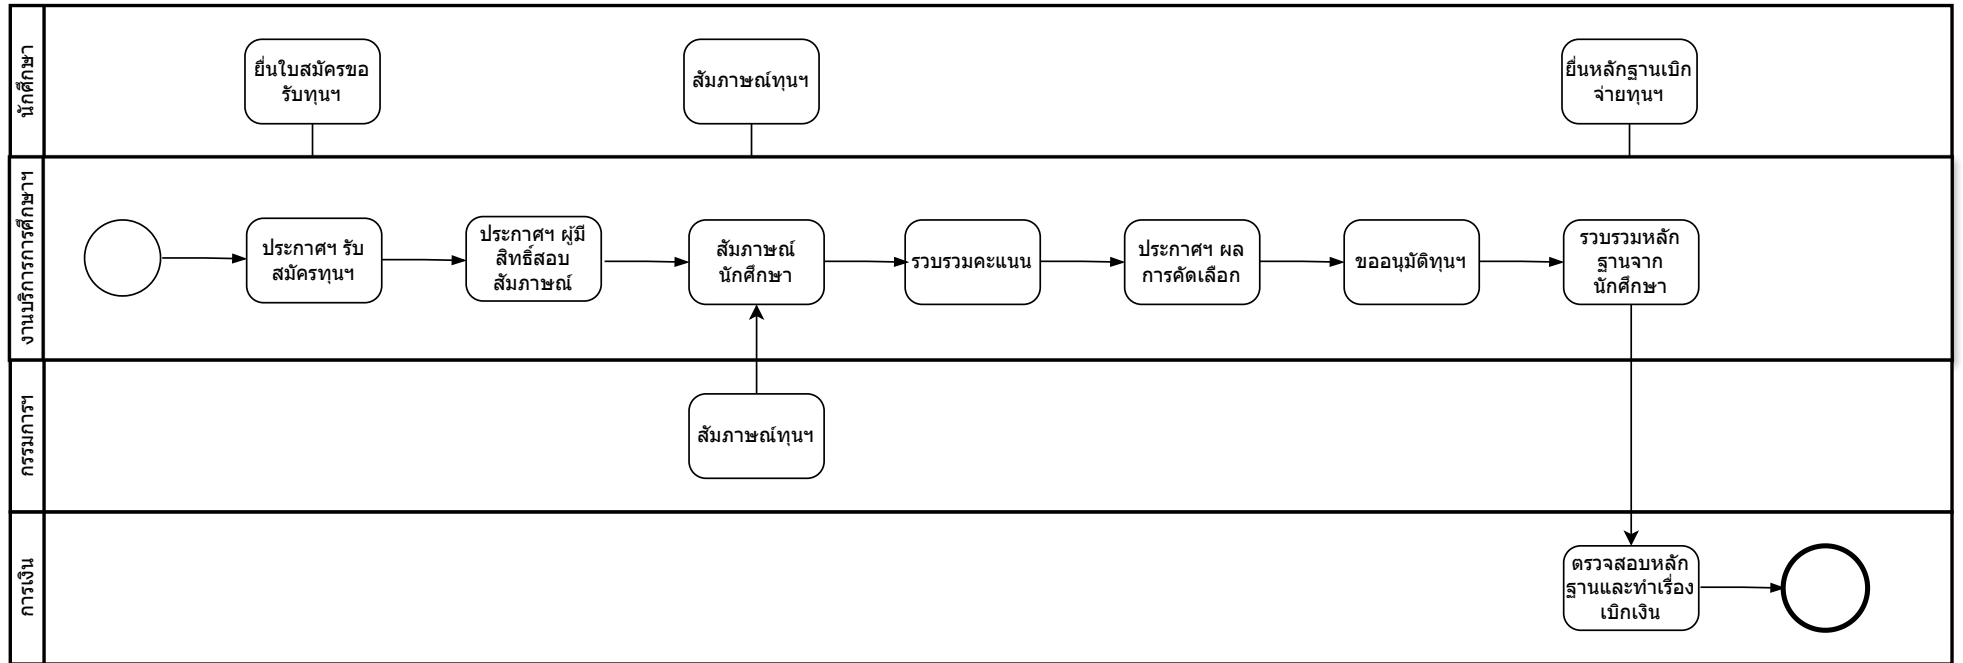 นักศึกษา
ยื่นใบสมัครขอ
รับทุนฯ
สัมภาษณ์ทุนฯ
ยื่นหลักฐานเบิก
จ่ายทุนฯ
งานบริการการศึกษาฯ
ประกาศฯ รับ
สมัครทุนฯ
ประกาศฯ ผู้มี
สิทธิ์สอบ
สัมภาษณ์
สัมภาษณ์
นักศึกษา
รวบรวมคะแนน
ประกาศฯ ผล
การคัดเลือก
ขออนุมัติทุนฯ
รวบรวมหลัก
ฐานจาก
นักศึกษา
กรรมการฯ
สัมภาษณ์ทุนฯ
การเงิน
ตรวจสอบหลัก
ฐานและทำเรื่อง
เบิกเงิน